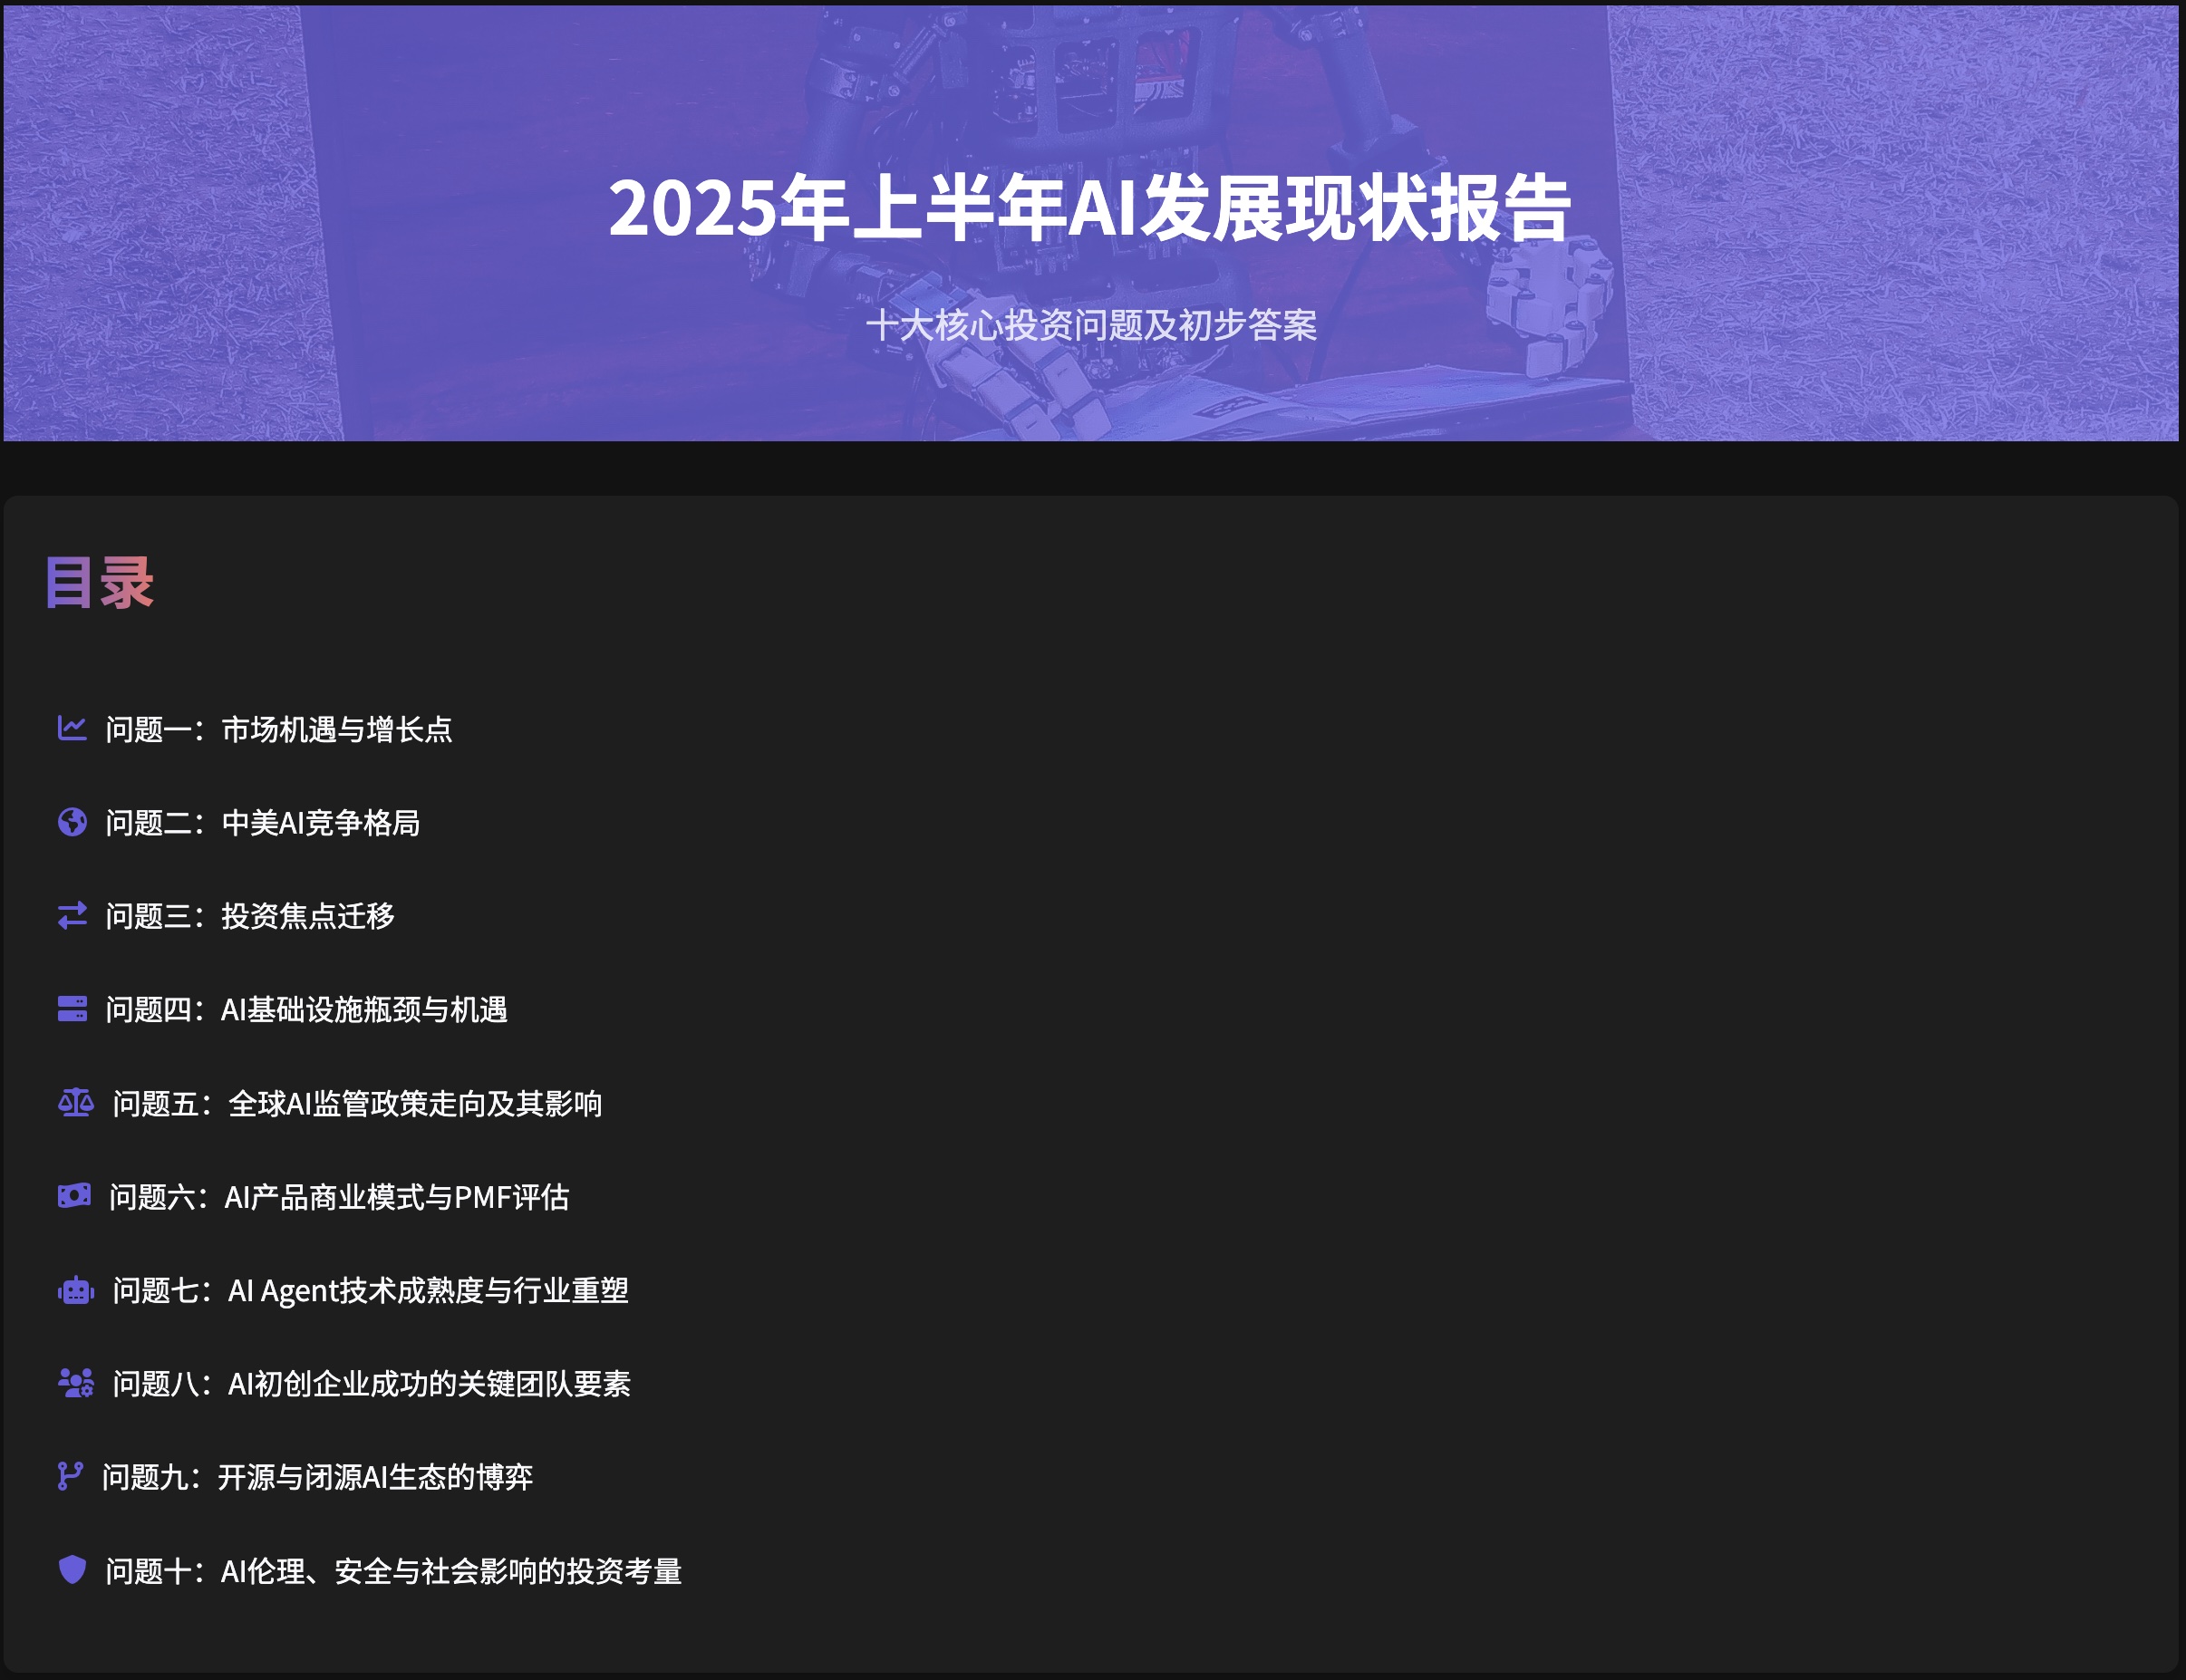 2025年上半年AI发展现状报告
十大核心投资问题及初步答案
目录
问题一：市场机遇与增长点
问题二：中美AI竞争格局
问题三：投资焦点迁移
问题四：AI基础设施瓶颈与机遇
问题五：全球AI监管政策走向及其影响
问题六：AI产品商业模式与PMF评估
问题七：AI Agent技术成熟度与行业重塑
问题八：AI初创企业成功的关键团队要素
问题九：开源与闭源AI生态的博弈
问题十：AI伦理、安全与社会影响的投资考量